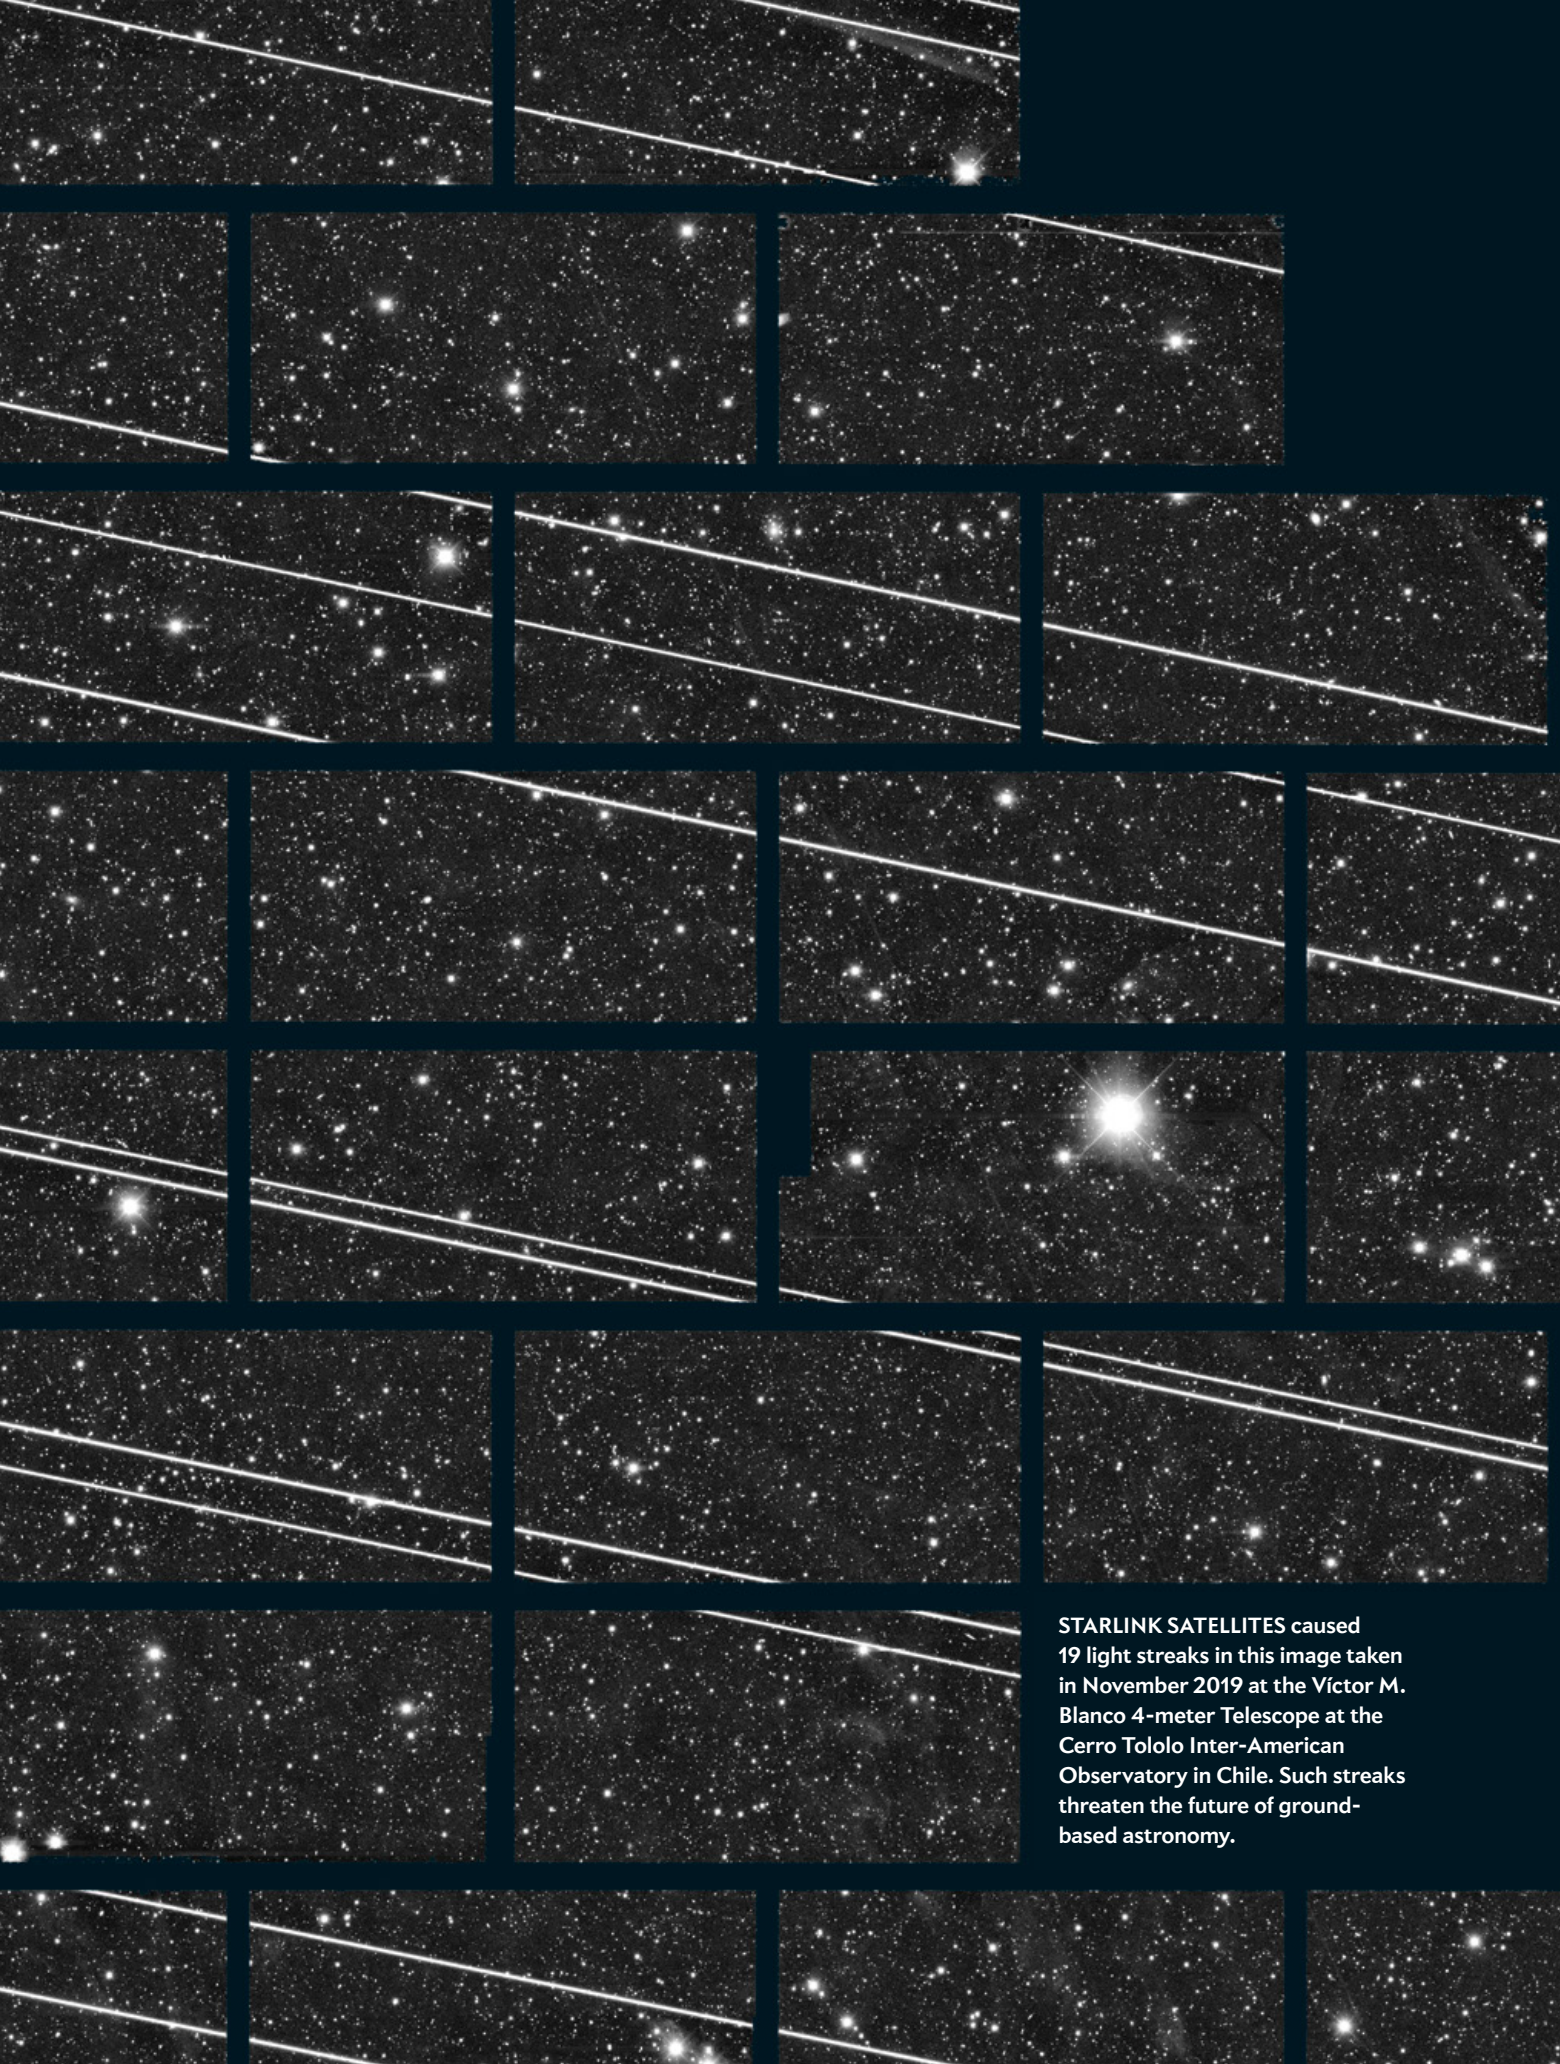 STARLINK SATELLITES caused
19 light streaks in this image taken
in November 2019 at the Víctor M.
Blanco 4-meter Telescope at the
Cerro Tololo Inter-American
Observatory in Chile. Such streaks
threaten the future of ground-
based astronomy.